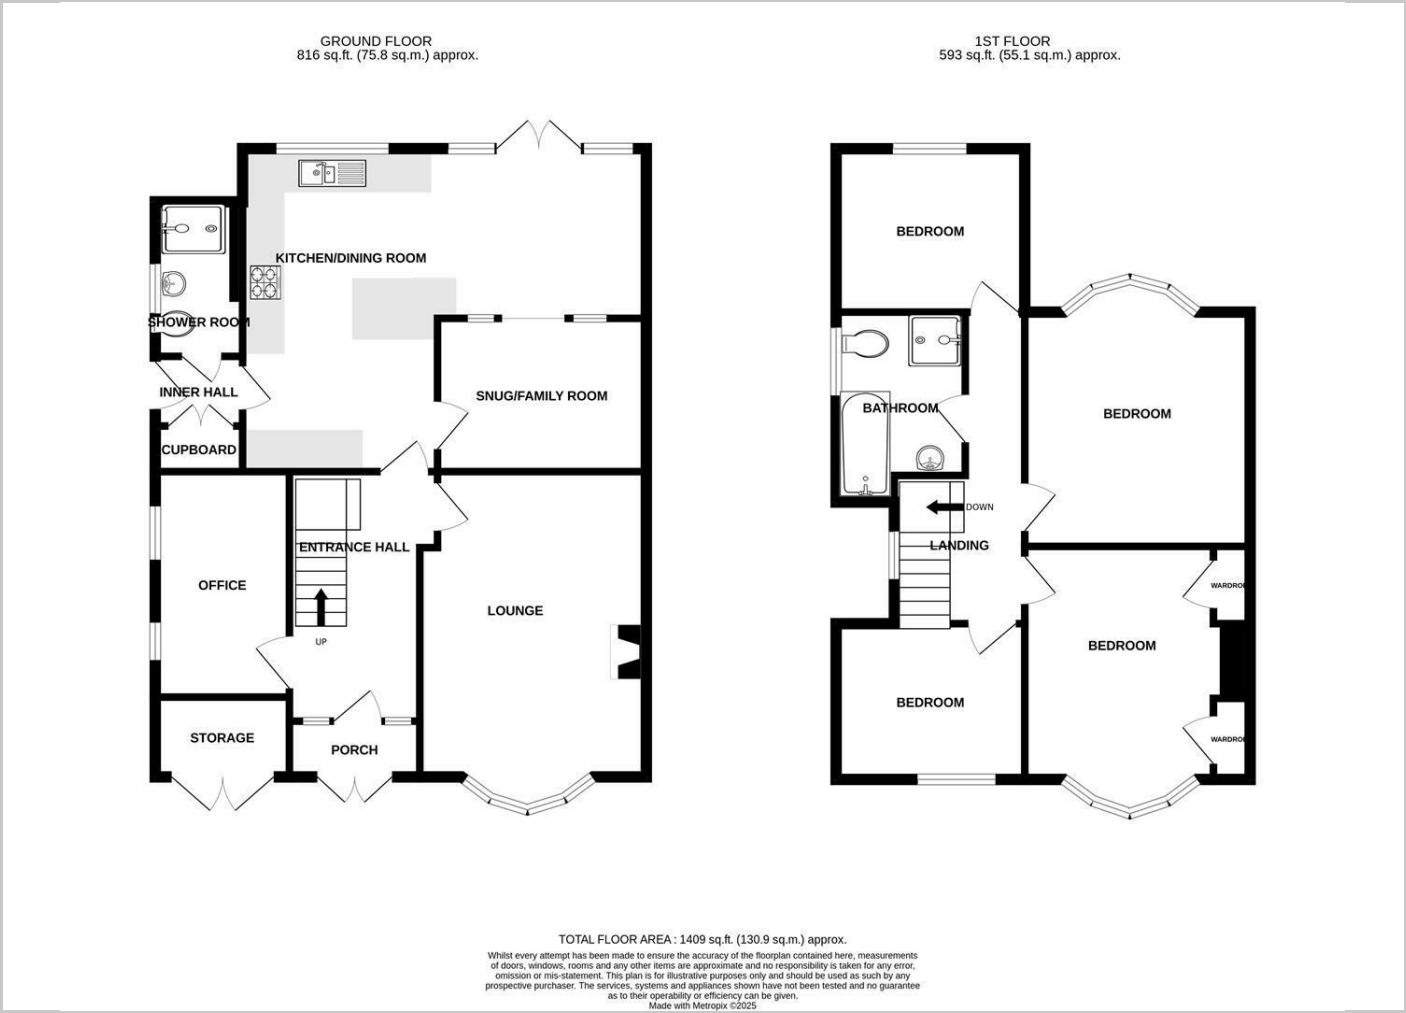 GROUND FLOOR
816 sq.ft. (75.8 sq.m.) approx.
1ST FLOOR
593 sq.ft. (55.1 sq.m.) approx.
KITCHEN/DINING ROOM
SHOWER ROOM
INNER HALL
CUPBOARD
SNUG/FAMILY ROOM
ENTRANCE HALL
OFFICE
LOUNGE
UP
STORAGE
PORCH
BEDROOM
BATHROOM
BEDROOM
DOWN
LANDING
WARDROB
BEDROOM
BEDROOM
WARDROB
TOTAL FLOOR AREA : 1409 sq.ft. (130.9 sq.m.) approx.
Whilst every attempt has been made to ensure the accuracy of the floorplan contained here, measurements
of doors, windows, rooms and any other items are approximate and no responsibility is taken for any error,
omission or mis-statement. This plan is for illustrative purposes only and should be used as such by any
prospective purchaser. The services, systems and appliances shown have not been tested and no guarantee
as to their operability or efficiency can be given.
Made with Metropix ©2025